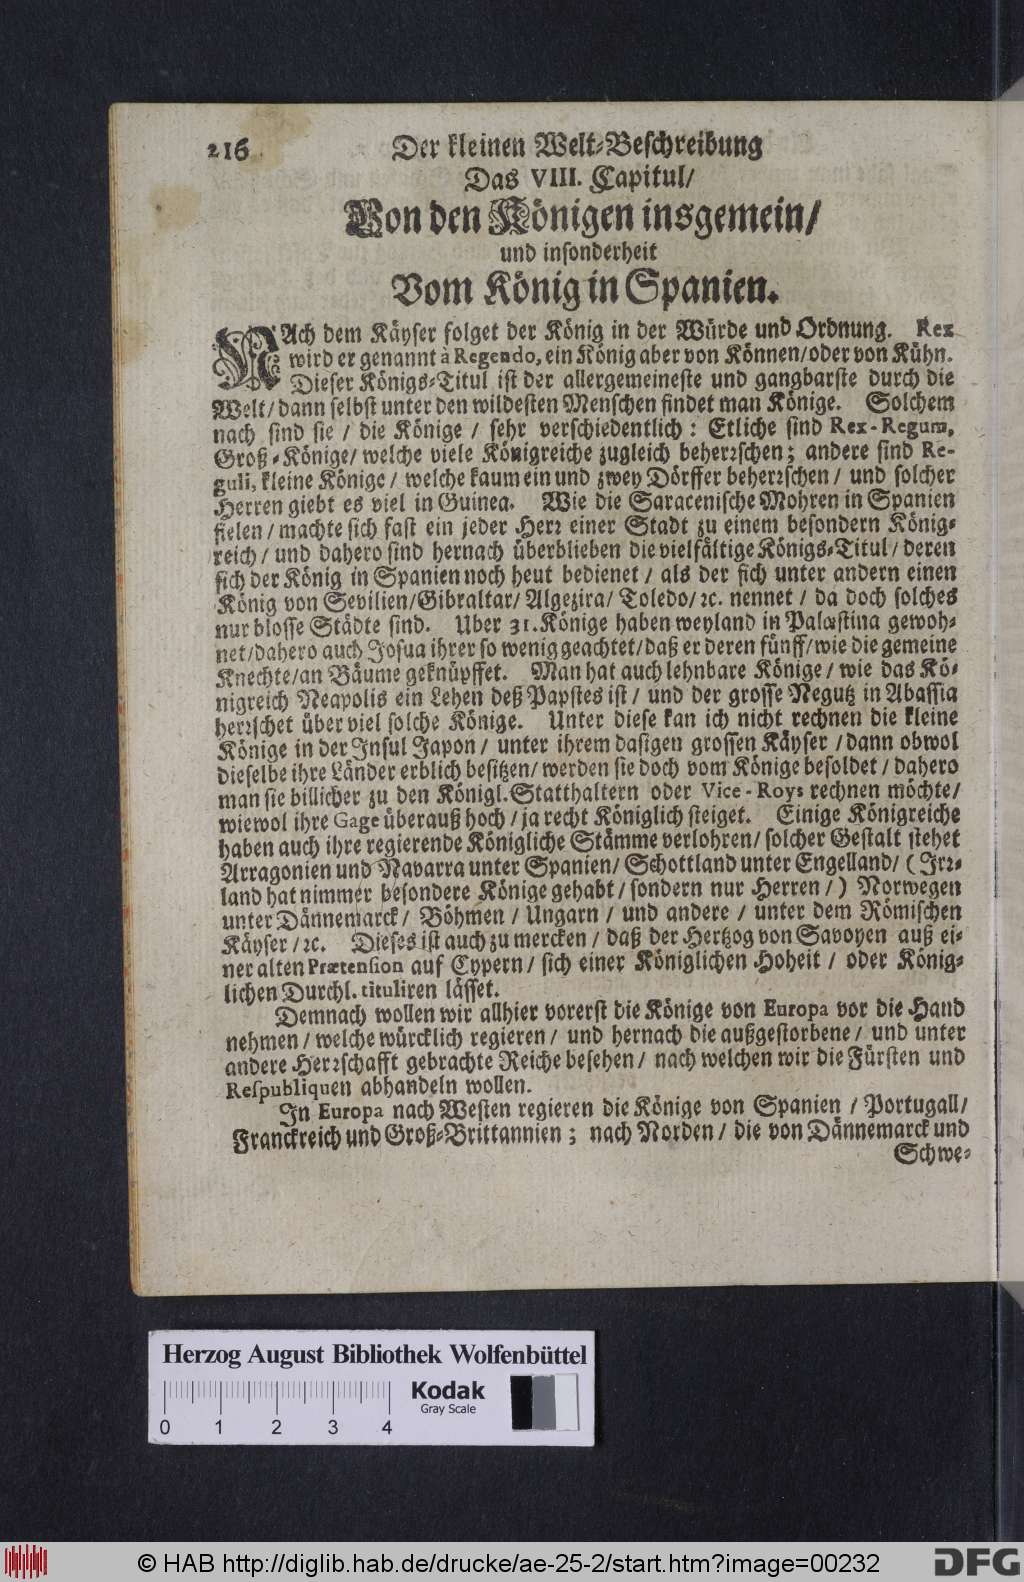 216 Der kleinen Welt-Beschreibung
Das VIII. Capitul/
Von den Königen insgemein/
und insonderheit
Vom König in Spanien.
NAch dem Käyser folget der König in der Würde und Ordnung. Rex
wird er genannt à Regendo, ein König aber von Können/oder von Kühn.
Dieser Königs-Titul ist der allergemeineste und gangbarste durch die
Welt/dann selbst unter den wildesten Menschen findet man Könige. Solchem
nach sind sie / die Könige / sehr verschiedentlich: Etliche sind Rex-Regum,
Groß-Könige/ welche viele Königreiche zugleich beherꝛschen; andere sind Re-
guli, kleine Könige / welche kaum ein und zwey Dörffer beherꝛschen / und solcher
Herren giebt es viel in Guinea. Wie die Saracenische Mohren in Spanien
fielen / machte sich fast ein jeder Herꝛ einer Stadt zu einem besondern König-
reich / und dahero sind hernach überblieben die vielfältige Königs-Titul / deren
sich der König in Spanien noch heut bedienet / als der sich unter andern einen
König von Sevilien/Gibraltar/ Algezira/ Toledo/ ꝛc. nennet / da doch solches
nur blosse Städte sind. Uber 31. Könige haben weyland in Palæstina gewoh-
net/dahero auch Josua ihrer so wenig geachtet/daß er deren fünff/wie die gemeine
Knechte/an Bäume geknüpffet. Man hat auch lehnbare Könige / wie das Kö-
nigreich Neapolis ein Lehen deß Papstes ist / und der grosse Negutz in Abassia
herꝛschet über viel solche Könige. Unter diese kan ich nicht rechnen die kleine
Könige in der Insul Japon / unter ihrem dasigen grossen Käyser / dann obwol
dieselbe ihre Länder erblich besitzen/ werden sie doch vom Könige besoldet / dahero
man sie billicher zu den Königl. Statthaltern oder Vice-Roys rechnen möchte/
wiewol ihre Gage überauß hoch / ja recht Königlich steiget. Einige Königreiche
haben auch ihre regierende Königliche Stämme verlohren/ solcher Gestalt stehet
Arragonien und Navarra unter Spanien/ Schottland unter Engelland/ ( Irꝛ-
land hat nimmer besondere Könige gehabt / sondern nur Herren / ) Norwegen
unter Dännemarck/ Böhmen / Ungarn / und andere / unter dem Römischen
Käyser / ꝛc. Dieses ist auch zu mercken / daß der Hertzog von Savoyen auß ei-
ner alten Prætension auf Cypern/ sich einer Königlichen Hoheit / oder König-
lichen Durchl. tituliren lässet.
Demnach wollen wir allhier vorerst die Könige von Europa vor die Hand
nehmen / welche würcklich regieren / und hernach die außgestorbene / und unter
andere Herꝛschafft gebrachte Reiche besehen / nach welchen wir die Fürsten und
Respubliquen abhandeln wollen.
In Europa nach Westen regieren die Könige von Spanien / Portugall/
Franckreich und Groß-Brittannien; nach Norden / die von Dännemarck und
Schwe-
Herzog August Bibliothek Wolfenbüttel
Kodak
Gray Scale
0 1 2 3 4
© HAB http://diglib.hab.de/drucke/ae-25-2/start.htm?image=00232
DFG